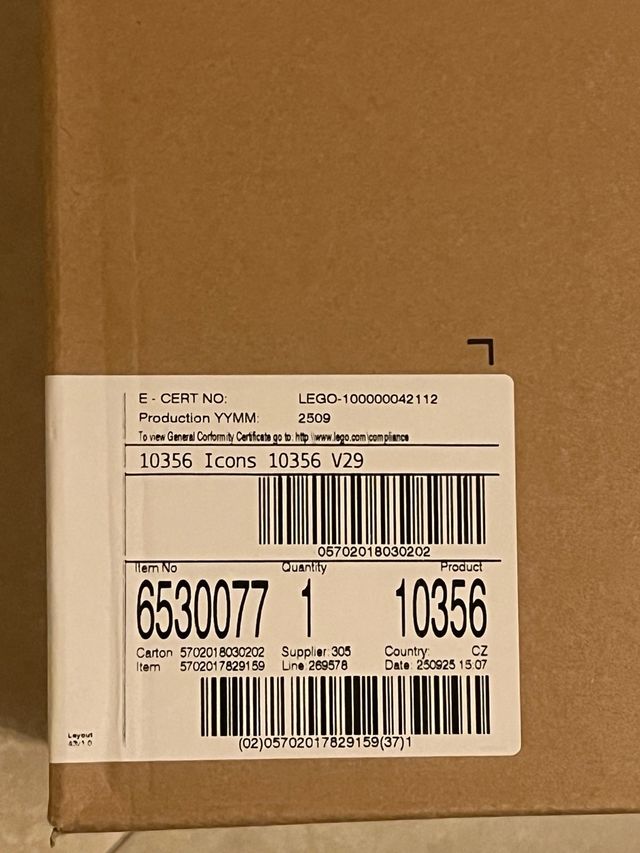 E - CERT NO: LEGO-100000042112
Production YYMM: 2509
To view General Conformity Certificate go to: http \\www.lego.com\compliance
10356 Icons 10356 V29
05702018030202
Item No Quantity Product
6530077 1 10356
Carton 5702018030202 Supplier: 305 Country: CZ
Item 5702017829159 Line: 269578 Date: 250925 15:07
(02)05702017829159(37)1
Layout